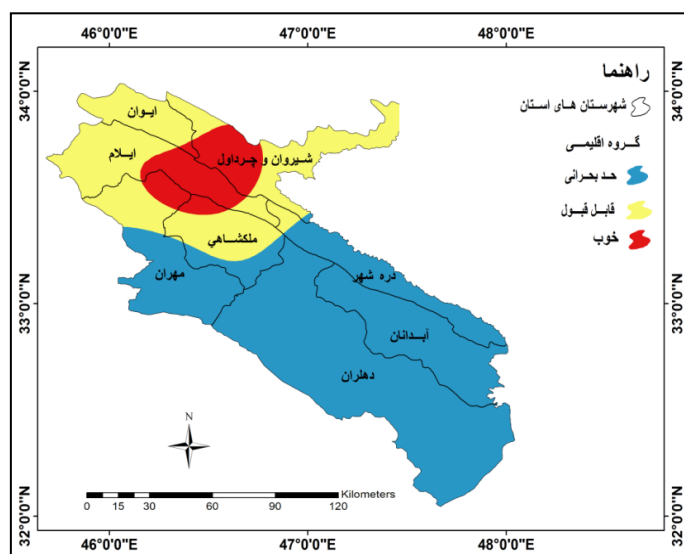 46°0'0"E 47°0'0"E 48°0'0"E
34°0'0"N
33°0'0"N
32°0'0"N
راهنما
شهرستان های استان
گروه اقلیمی
حد بحرانی
قابل قبول
خوب
ایوان
شیروان و چرداول
ایلام
ملکشاهي
مهران
دره شهر
آبدانان
دهلران
N
Kilometers
0 15 30 60 90 120
34°0'0"N
33°0'0"N
32°0'0"N
46°0'0"E 47°0'0"E 48°0'0"E